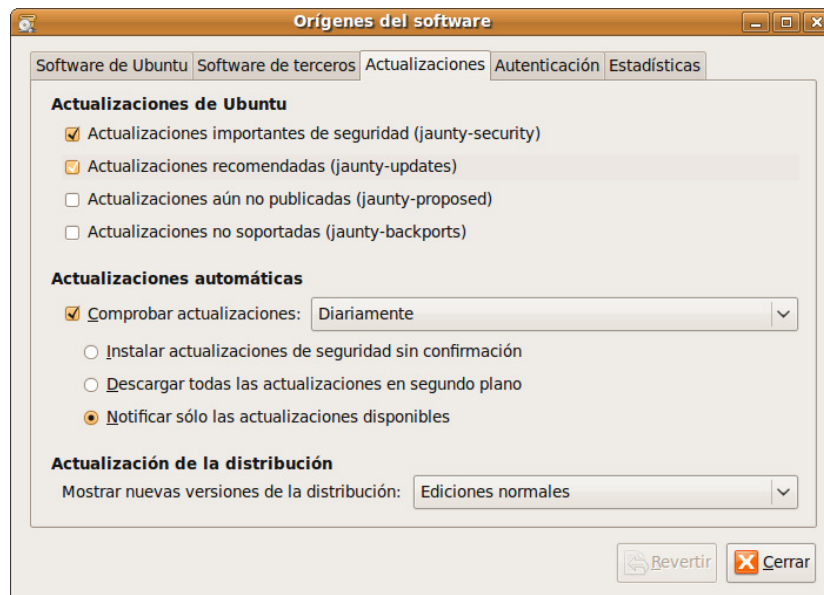 Orígenes del software
Software de Ubuntu Software de terceros Actualizaciones Autenticación Estadísticas
Actualizaciones de Ubuntu
Actualizaciones importantes de seguridad (jaunty-security)
Actualizaciones recomendadas (jaunty-updates)
Actualizaciones aún no publicadas (jaunty-proposed)
Actualizaciones no soportadas (jaunty-backports)
Actualizaciones automáticas
Comprobar actualizaciones: Diariamente
Instalar actualizaciones de seguridad sin confirmación
Descargar todas las actualizaciones en segundo plano
Notificar sólo las actualizaciones disponibles
Actualización de la distribución
Mostrar nuevas versiones de la distribución: Ediciones normales
Revertir Cerrar